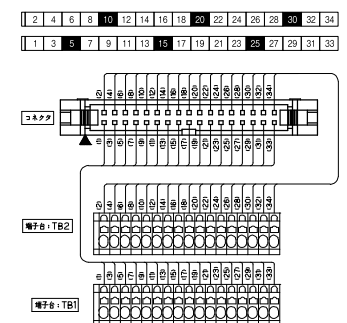 2 4 6 8 10 12 14 16 18 20 22 24 26 28 30 32 34
1 3 5 7 9 11 13 15 17 19 21 23 25 27 29 31 33
(2) (4) (6) (8) (10) (12) (14) (16) (18) (20) (22) (24) (26) (28) (30) (32) (34)
コネクタ
(1) (3) (5) (7) (9) (11) (13) (15) (17) (19) (21) (23) (25) (27) (29) (31) (33)
(2) (4) (6) (8) (10) (12) (14) (16) (18) (20) (22) (24) (26) (28) (30) (32) (34)
端子台：TB2
(1) (3) (5) (7) (9) (11) (13) (15) (17) (19) (21) (23) (25) (27) (29) (31) (33)
端子台：TB1